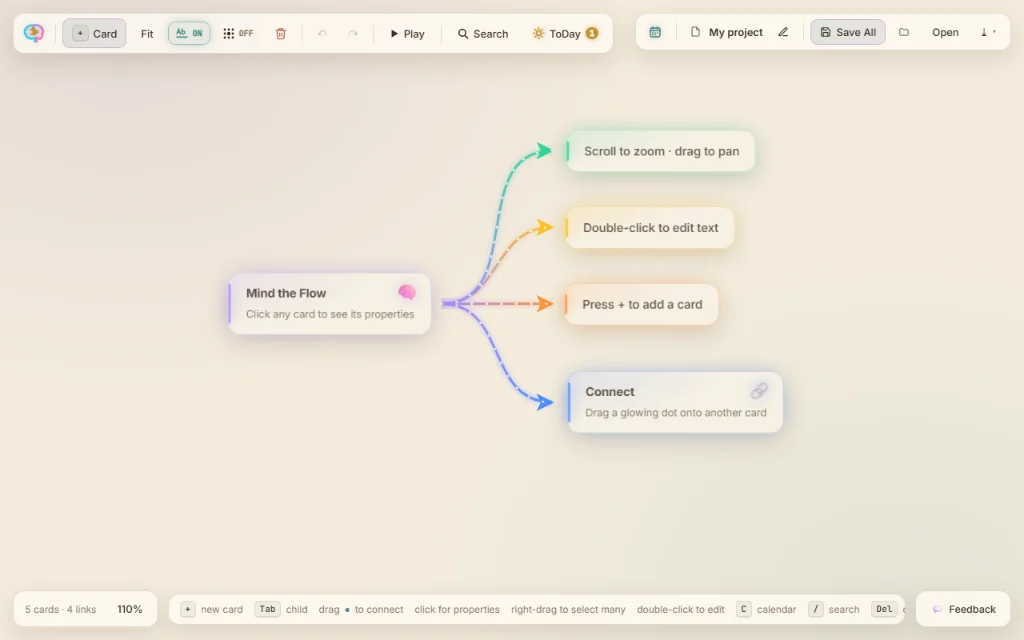 + Card
Fit
Ab ON
OFF
Play
Search
ToDay 1
My project
Save All
Open
Scroll to zoom · drag to pan
Double-click to edit text
Mind the Flow
Click any card to see its properties
Press + to add a card
Connect
Drag a glowing dot onto another card
5 cards · 4 links
110%
+ new card
Tab child
drag • to connect
click for properties
right-drag to select many
double-click to edit
C calendar
/ search
Del
Feedback